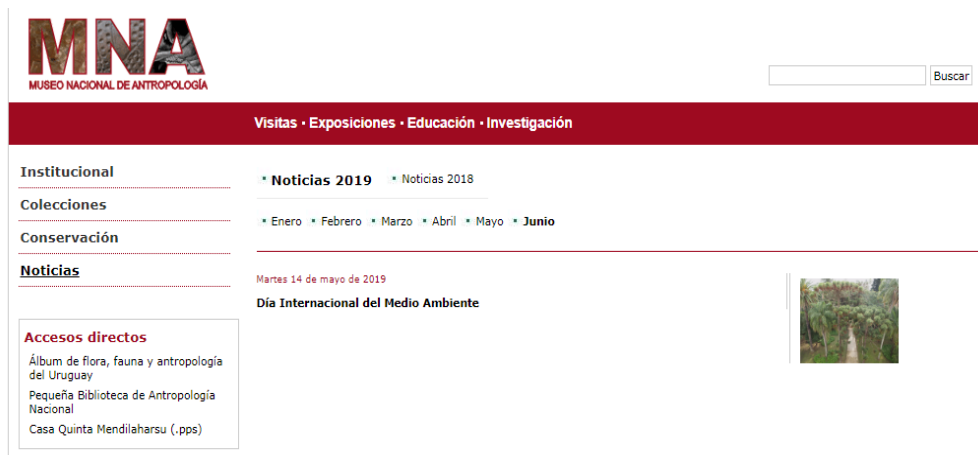 MNA
MUSEO NACIONAL DE ANTROPOLOGÍA
Buscar
Visitas · Exposiciones · Educación · Investigación
Institucional
Colecciones
Conservación
Noticias
Noticias 2019 Noticias 2018
Enero Febrero Marzo Abril Mayo Junio
Martes 14 de mayo de 2019
Día Internacional del Medio Ambiente
Accesos directos
Álbum de flora, fauna y antropología
del Uruguay
Pequeña Biblioteca de Antropología
Nacional
Casa Quinta Mendilaharsu (.pps)